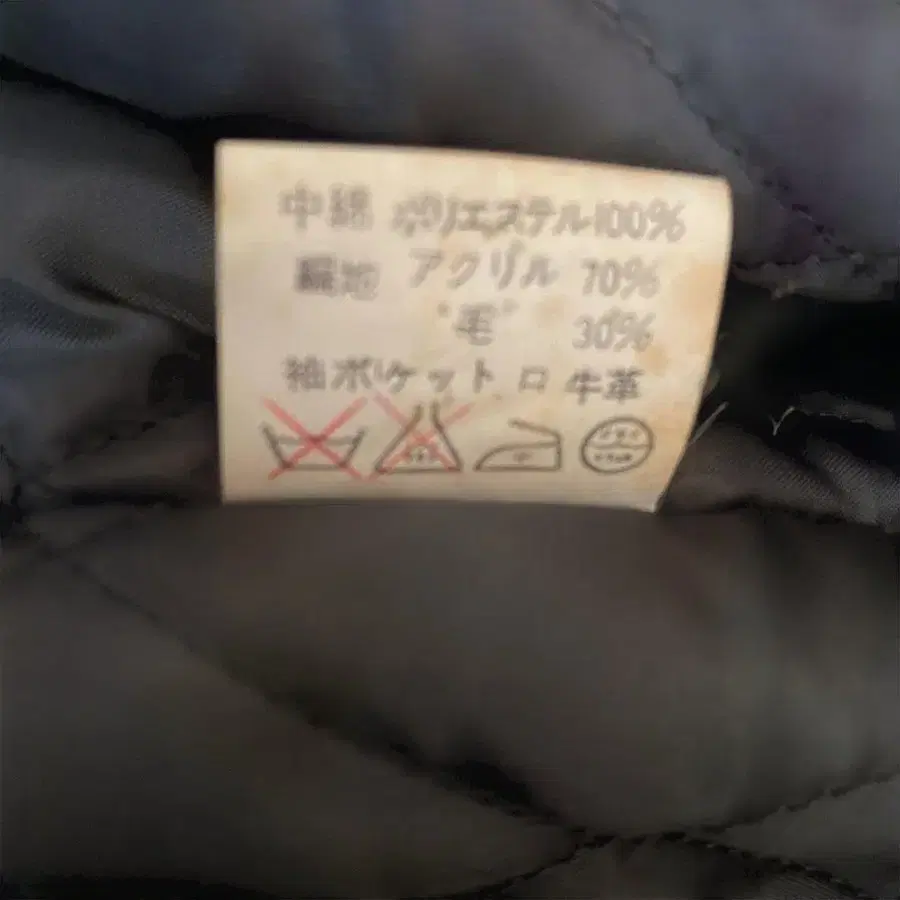 中綿 ポリエステル100%
編地 アクリル 70%
"毛" 30%
袖ポケット口 牛革